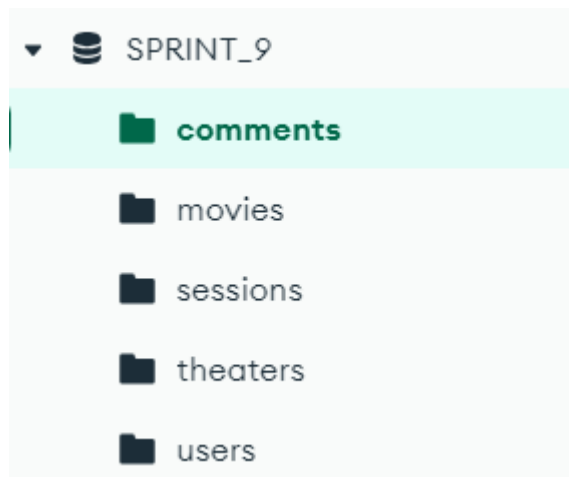 SPRINT_9
comments
movies
sessions
theaters
users